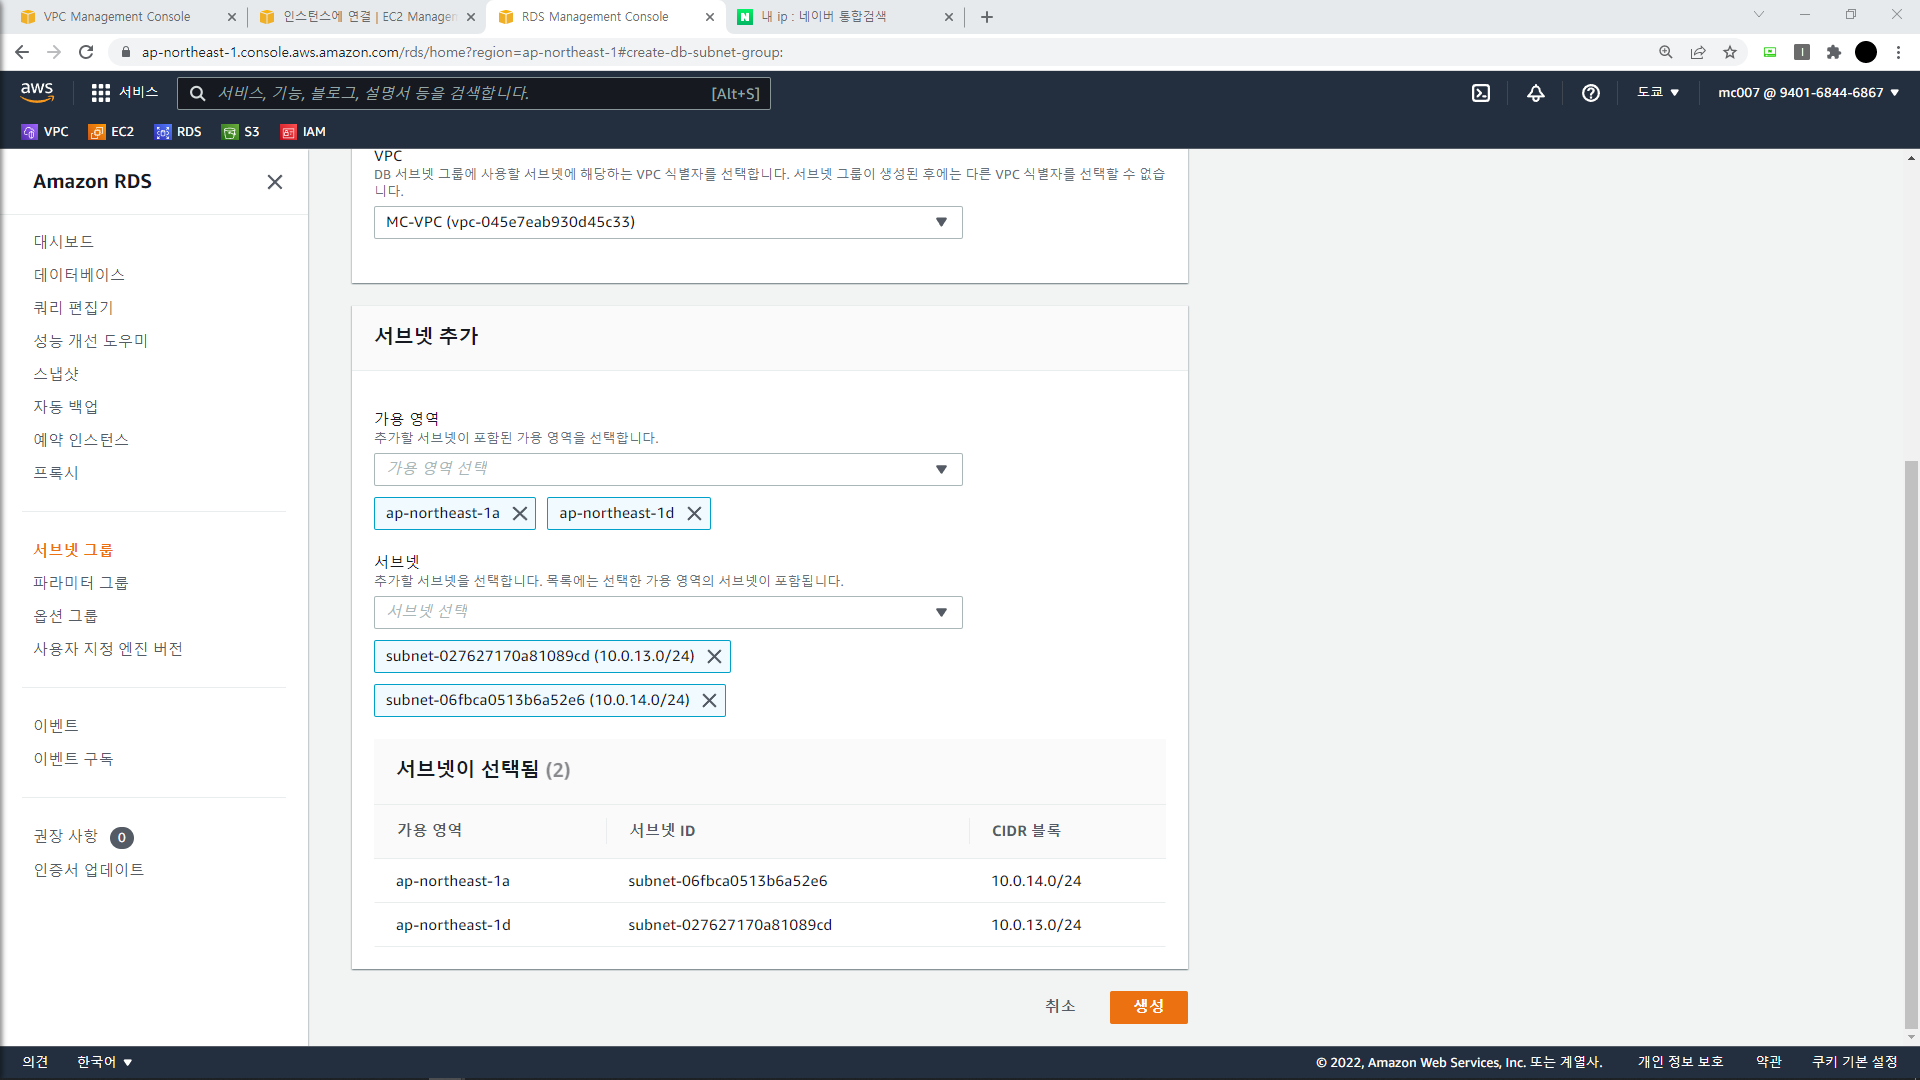 VPC Management Console
인스턴스에 연결 | EC2 Manager
RDS Management Console
내 ip : 네이버 통합검색
ap-northeast-1.console.aws.amazon.com/rds/home?region=ap-northeast-1#create-db-subnet-group:
aws
서비스
서비스, 기능, 블로그, 설명서 등을 검색합니다.
[Alt+S]
도쿄 ▼
mc007 @ 9401-6844-6867 ▼
VPC
EC2
RDS
S3
IAM
Amazon RDS
대시보드
데이터베이스
쿼리 편집기
성능 개선 도우미
스냅샷
자동 백업
예약 인스턴스
프록시
서브넷 그룹
파라미터 그룹
옵션 그룹
사용자 지정 엔진 버전
이벤트
이벤트 구독
권장 사항 0
인증서 업데이트
VPC
DB 서브넷 그룹에 사용할 서브넷에 해당하는 VPC 식별자를 선택합니다. 서브넷 그룹이 생성된 후에는 다른 VPC 식별자를 선택할 수 없습
니다.
MC-VPC (vpc-045e7eab930d45c33)
서브넷 추가
가용 영역
추가할 서브넷이 포함된 가용 영역을 선택합니다.
가용 영역 선택
ap-northeast-1a
ap-northeast-1d
서브넷
추가할 서브넷을 선택합니다. 목록에는 선택한 가용 영역의 서브넷이 포함됩니다.
서브넷 선택
subnet-027627170a81089cd (10.0.13.0/24)
subnet-06fbca0513b6a52e6 (10.0.14.0/24)
서브넷이 선택됨 (2)
가용 영역
서브넷 ID
CIDR 블록
ap-northeast-1a
subnet-06fbca0513b6a52e6
10.0.14.0/24
ap-northeast-1d
subnet-027627170a81089cd
10.0.13.0/24
취소
생성
의견
한국어 ▼
© 2022, Amazon Web Services, Inc. 또는 계열사.
개인 정보 보호
약관
쿠키 기본 설정